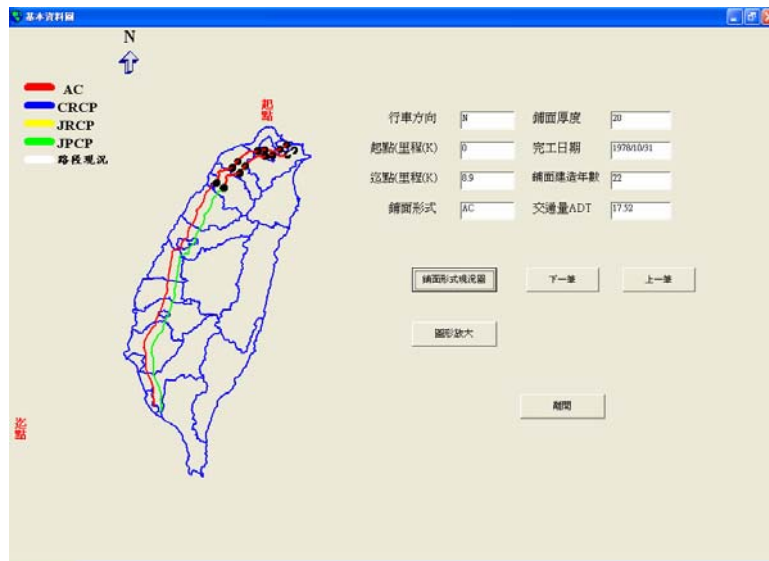 基本資料圖
N
AC
CRCP
JRCP
JPCP
路段現況
起點
迄點
行車方向 N 鋪面厚度 20
起點(里程(K) 0 完工日期 1978/10/31
迄點(里程(K) 8.9 鋪面建造年數 22
鋪面形式 AC 交通量ADT 17.52
鋪面形式現況圖 下一筆 上一筆
圖形放大
離開